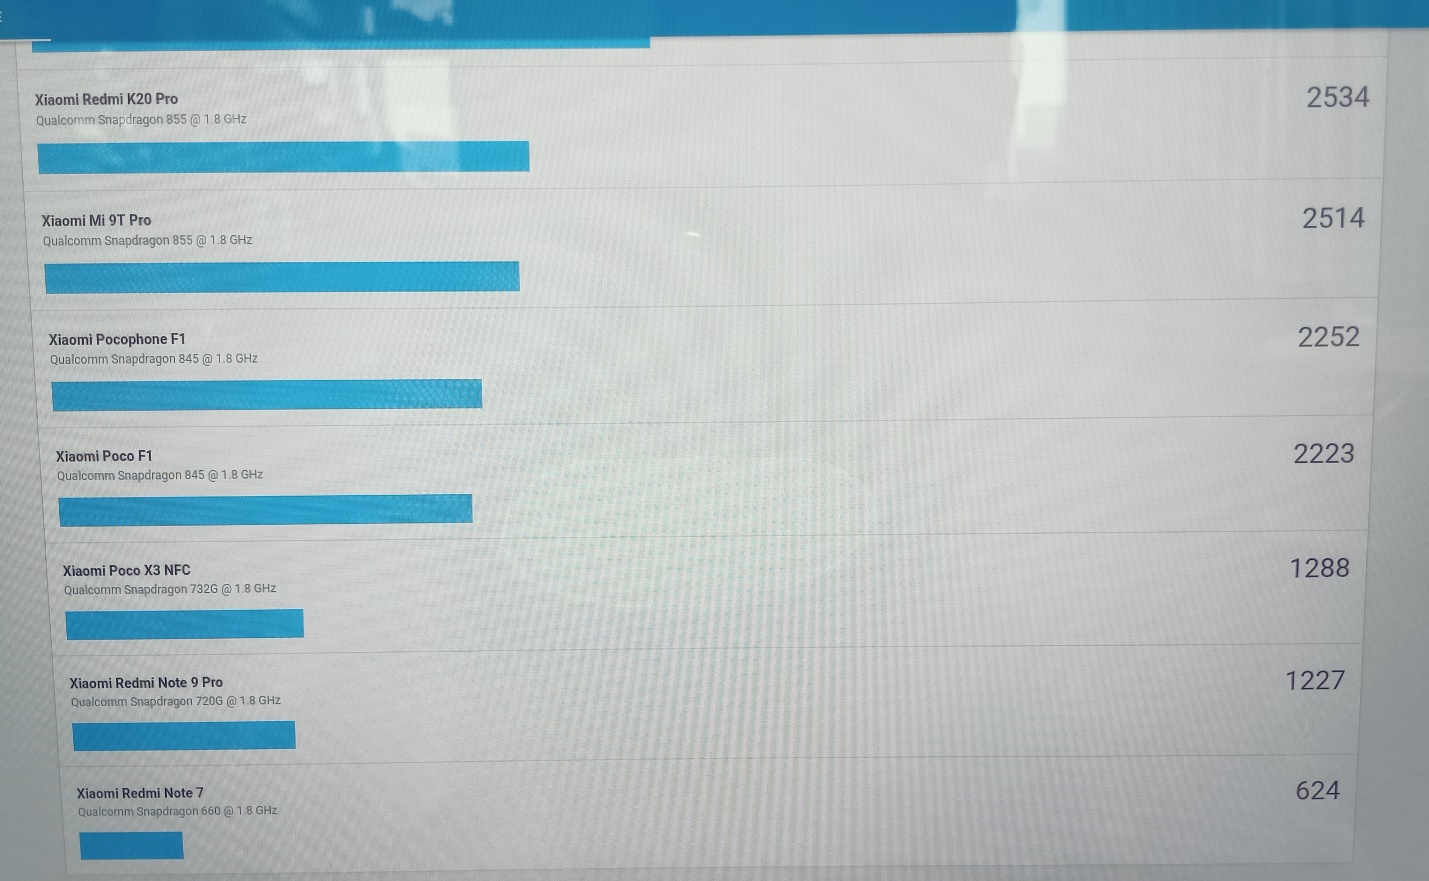 Xiaomi Redmi K20 Pro
2534
Qualcomm Snapdragon 855 @ 1.8 GHz
Xiaomi Mi 9T Pro
2514
Qualcomm Snapdragon 855 @ 1.8 GHz
Xiaomi Pocophone F1
2252
Qualcomm Snapdragon 845 @ 1.8 GHz
Xiaomi Poco F1
2223
Qualcomm Snapdragon 845 @ 1.8 GHz
Xiaomi Poco X3 NFC
1288
Qualcomm Snapdragon 732G @ 1.8 GHz
Xiaomi Redmi Note 9 Pro
1227
Qualcomm Snapdragon 720G @ 1.8 GHz
Xiaomi Redmi Note 7
624
Qualcomm Snapdragon 660 @ 1.8 GHz